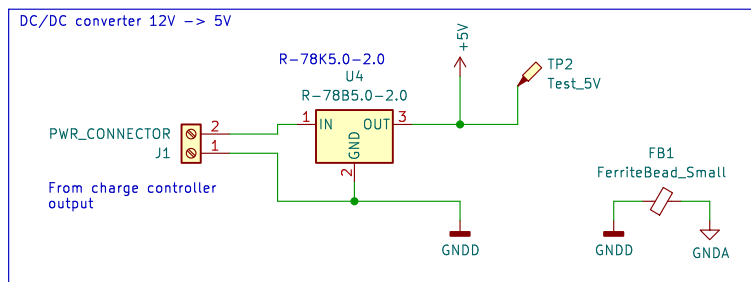 DC/DC converter 12V -> 5V
+5V
R-78K5.0-2.0
U4
R-78B5.0-2.0
TP2
Test_5V
1
IN
OUT
3
GND
2
PWR_CONNECTOR
2
J1
1
From charge controller
output
GNDD
FB1
FerriteBead_Small
GNDD
GNDA